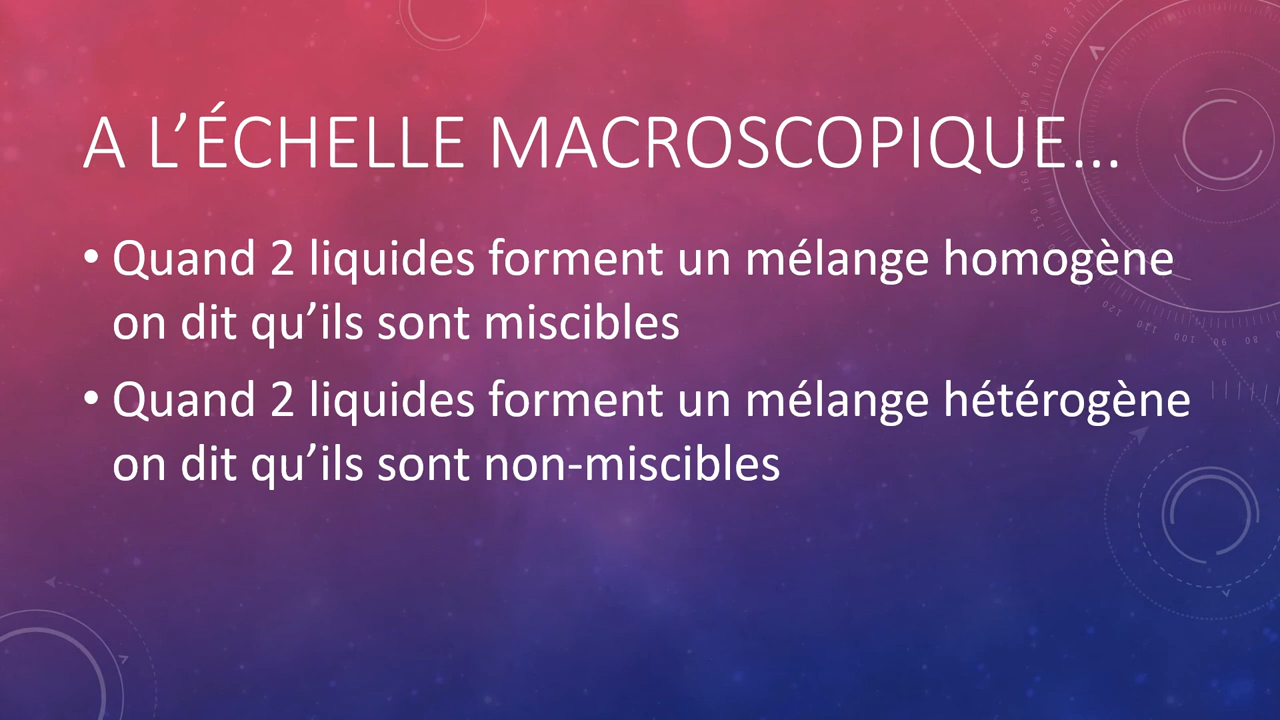 A L’ÉCHELLE MACROSCOPIQUE…
• Quand 2 liquides forment un mélange homogène
on dit qu’ils sont miscibles
• Quand 2 liquides forment un mélange hétérogène
on dit qu’ils sont non-miscibles